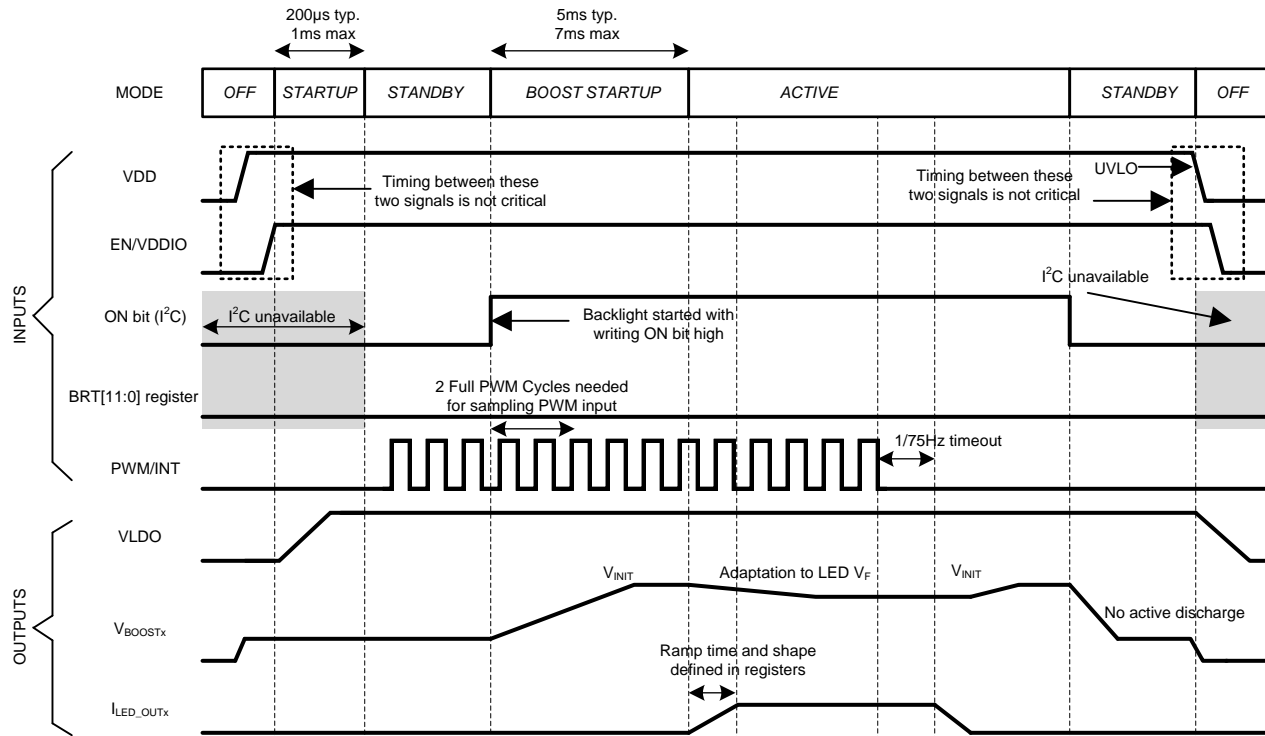 200µs typ.
1ms max
5ms typ.
7ms max
MODE
OFF
STARTUP
STANDBY
BOOST STARTUP
ACTIVE
STANDBY
OFF
INPUTS
VDD
Timing between these
two signals is not critical
Timing between these
two signals is not critical
UVLO
EN/VDDIO
I²C unavailable
ON bit (I²C)
I²C unavailable
Backlight started with
writing ON bit high
BRT[11:0] register
2 Full PWM Cycles needed
for sampling PWM input
PWM/INT
1/75Hz timeout
OUTPUTS
VLDO
VINIT
Adaptation to LED VF
VINIT
VBOOSTx
No active discharge
Ramp time and shape
defined in registers
ILED_OUTx